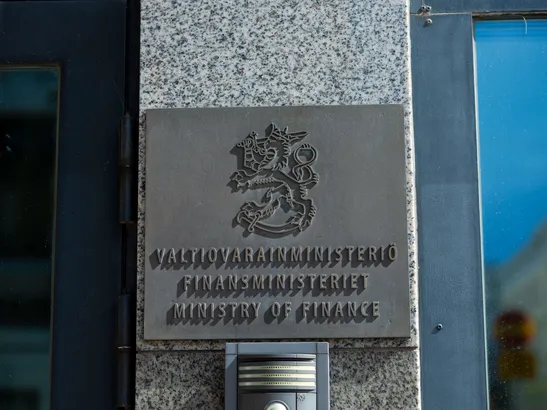 VALTIOVARAINMINISTERIÖ
FINANSMINISTERIET
MINISTRY OF FINANCE